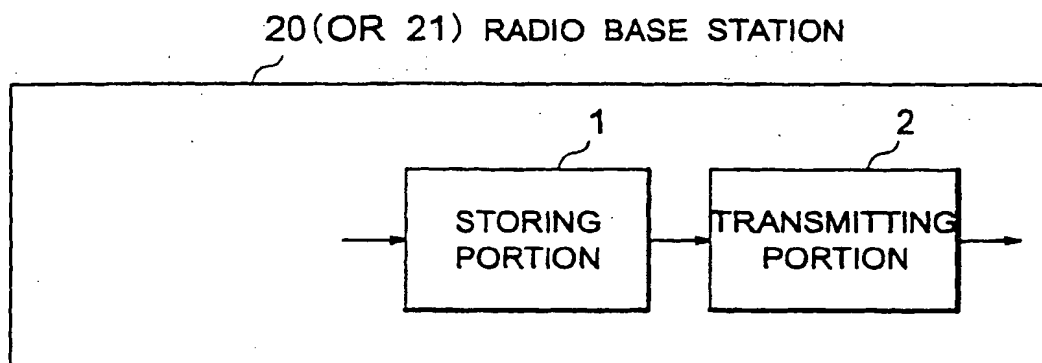 20(OR 21) RADIO BASE STATION
1
2
STORING
PORTION
TRANSMITTING
PORTION